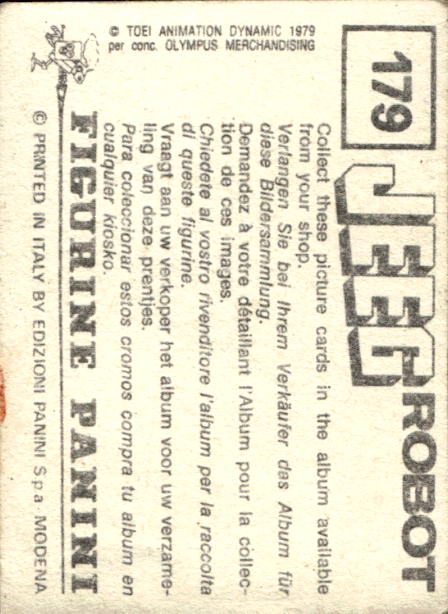 179
JEEG ROBOT
Collect these picture cards in the album available
from your shop.
Verlangen Sie bei Ihrem Verkäufer das Album für
diese Bildersammlung.
Demandez à votre détaillant l'Album pour la collec-
tion de ces images.
Chiedete al vostro rivenditore l'album per la raccolta
di queste figurine.
Vraagt aan uw verkoper het album voor uw verzame-
ling van deze prentjes.
Para coleccionar estos cromos compra tu album en
cualquier kiosko.
FIGURINE PANINI
© PRINTED IN ITALY BY EDIZIONI PANINI S.p.a. MODENA
© TOEI ANIMATION DYNAMIC 1979
per conc. OLYMPUS MERCHANDISING